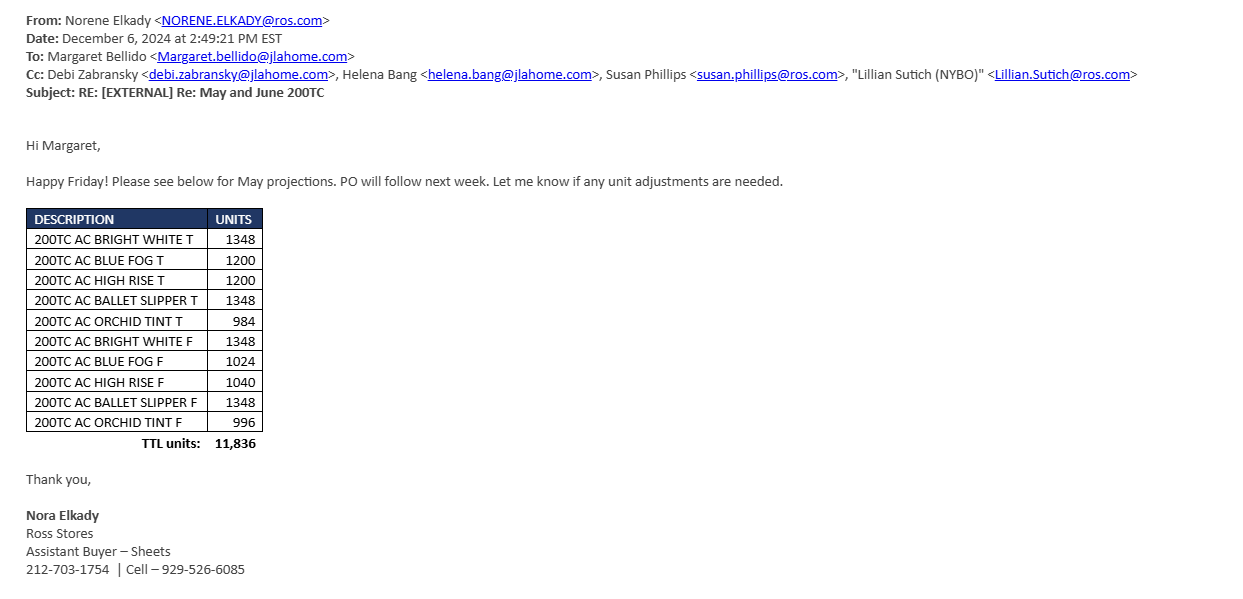 From: Norene Elkady <NORENE.ELKADY@ros.com>
Date: December 6, 2024 at 2:49:21 PM EST
To: Margaret Bellido <Margaret.bellido@jlahome.com>
Cc: Debi Zabransky <debi.zabransky@jlahome.com>, Helena Bang <helena.bang@jlahome.com>, Susan Phillips <susan.phillips@ros.com>, "Lillian Sutich (NYBO)" <Lillian.Sutich@ros.com>
Subject: RE: [EXTERNAL] Re: May and June 200TC
Hi Margaret,
Happy Friday! Please see below for May projections. PO will follow next week. Let me know if any unit adjustments are needed.
DESCRIPTION UNITS
200TC AC BRIGHT WHITE T 1348
200TC AC BLUE FOG T 1200
200TC AC HIGH RISE T 1200
200TC AC BALLET SLIPPER T 1348
200TC AC ORCHID TINT T 984
200TC AC BRIGHT WHITE F 1348
200TC AC BLUE FOG F 1024
200TC AC HIGH RISE F 1040
200TC AC BALLET SLIPPER F 1348
200TC AC ORCHID TINT F 996
TTL units: 11,836
Thank you,
Nora Elkady
Ross Stores
Assistant Buyer – Sheets
212-703-1754 | Cell – 929-526-6085